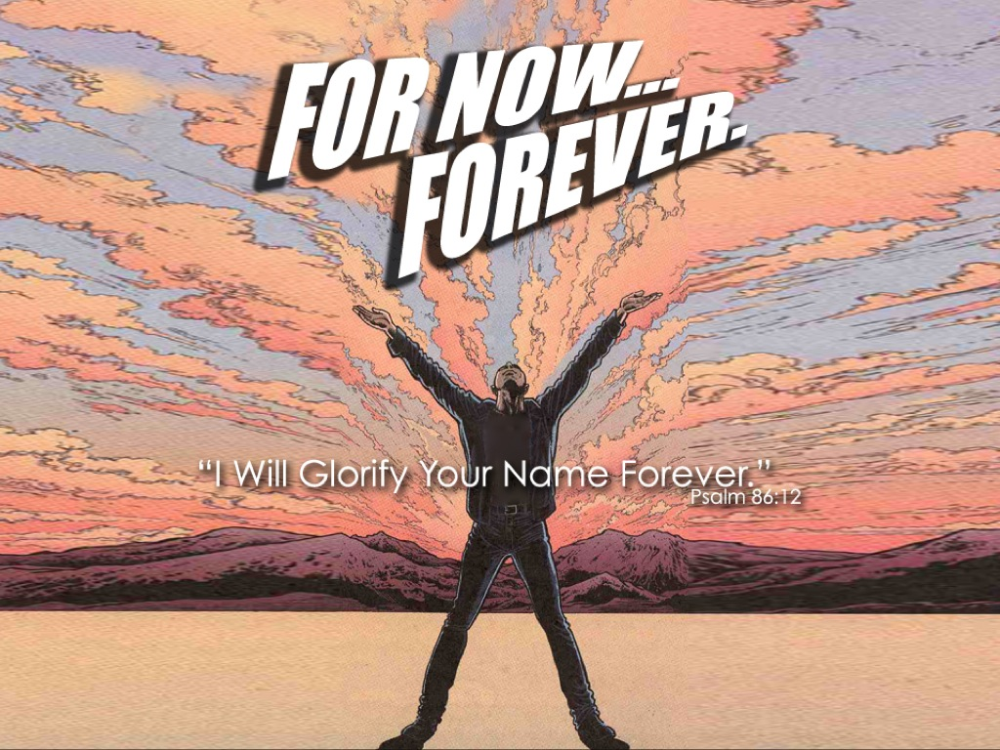 FOR NOW...
FOREVER.
“I Will Glorify Your Name Forever.”
Psalm 86:12